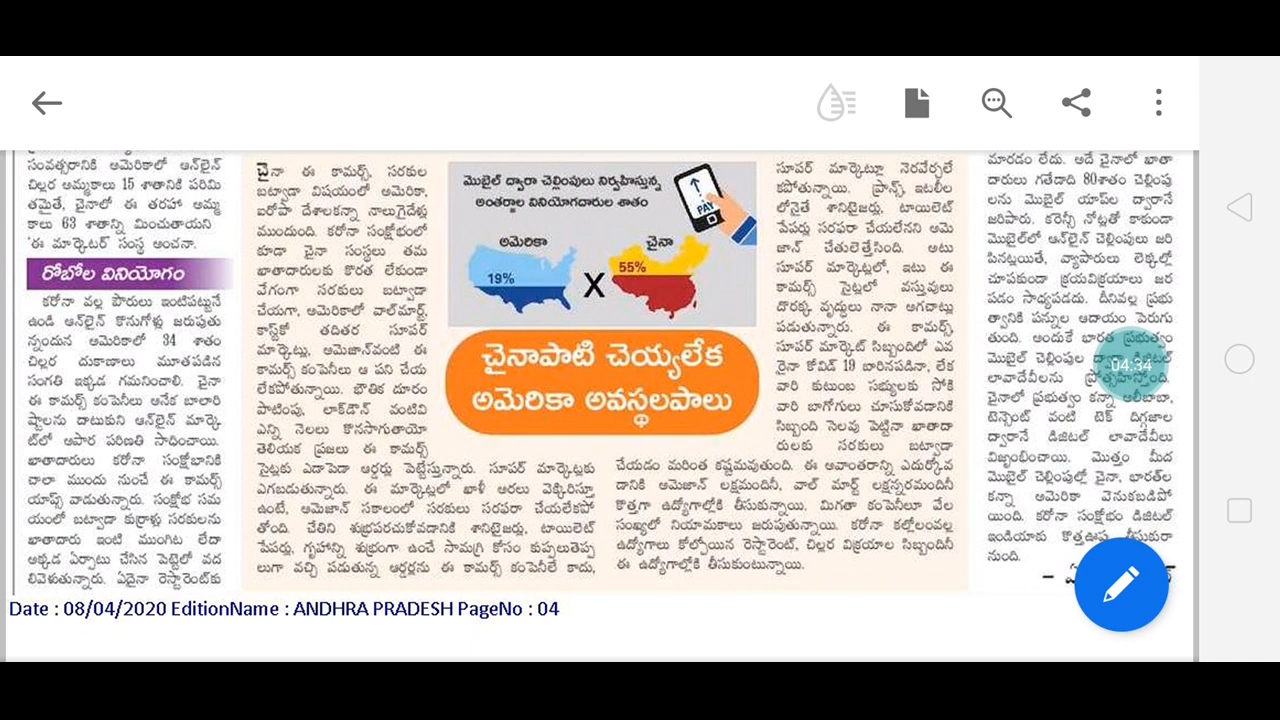 సంవత్సరానికి అమెరికాలో ఆన్‌లైన్
చిల్లర అమ్మకాలు 15 శాతానికి పరిమి
తమైతే, చైనాలో ఈ తరహా అమ్మ
కాలు 63 శాతాన్ని మించుతాయని
'ఈ మార్కెటర్' సంస్థ అంచనా.
రోబోల వినియోగం
కరోనా వల్ల పౌరులు ఇంటిపట్టునే
ఉండి ఆన్‌లైన్ కొనుగోళ్లు జరుపుతు
న్నందున అమెరికాలో 34 శాతం
చిల్లర దుకాణాలు మూతపడిన
సంగతి ఇక్కడ గమనించాలి. చైనా
ఈ కామర్స్ కంపెనీలు అనేక బాలారి
ష్టాలను దాటుకుని ఆన్‌లైన్ మార్కె
ట్‌లో అపార పరిణతి సాధించాయి.
ఖాతాదారులు కరోనా సంక్షోభానికి
చాలా ముందు నుంచే ఈ కామర్స్
యాప్స్ వాడుతున్నారు. సంక్షోభ సమ
యంలో బట్వాడా కుర్రాళ్లు సరకులను
ఖాతాదారు ఇంటి ముంగిట లేదా
అక్కడ ఏర్పాటు చేసిన పెట్టెలో వద
లివెళుతున్నారు. ఏదైనా రెస్టారెంట్‌కు
చైనా ఈ కామర్స్, సరకుల
బట్వాడా విషయంలో అమెరికా,
ఐరోపా దేశాలకన్నా నాలుగైదేళ్లు
ముందుంది. కరోనా సంక్షోభంలో
కూడా చైనా సంస్థలు తమ
ఖాతాదారులకు కొరత లేకుండా
వేగంగా సరకులు బట్వాడా
చేయగా, అమెరికాలో వాల్‌మార్ట్,
కాస్ట్‌కో తదితర సూపర్
మార్కెట్లు, అమెజాన్‌వంటి ఈ
కామర్స్ కంపెనీలు ఆ పని చేయ
లేకపోతున్నాయి. భౌతిక దూరం
పాటింపు, లాక్‌డౌన్ వంటివి
ఎన్ని నెలలు కొనసాగుతాయో
తెలియక ప్రజలు ఈ కామర్స్
సైట్లకు ఎడాపెడా ఆర్డర్లు పెట్టేస్తున్నారు. సూపర్ మార్కెట్లకు
ఎగబడుతున్నారు. ఈ మార్కెట్లలో ఖాళీ అరలు వెక్కిరిస్తూ
ఉంటే, అమెజాన్ సకాలంలో సరకులు సరఫరా చేయలేకపో
తోంది. చేతిని శుభ్రపరచుకోవడానికి శానిటైజర్లు, టాయిలెట్
పేపర్లు, గృహాన్ని శుభ్రంగా ఉంచే సామగ్రి కోసం కుప్పలుతెప్ప
లుగా వచ్చి పడుతున్న ఆర్డర్లను ఈ కామర్స్ కంపెనీలే కాదు,
మొబైల్ ద్వారా చెల్లింపులు నిర్వహిస్తున్న
అంతర్జాల వినియోగదారుల శాతం
PAY
అమెరికా
చైనా
19%
X
55%
చైనాపాటి చెయ్యలేక
అమెరికా అవస్థలపాలు
సూపర్ మార్కెట్లూ నెరవేర్చలే
కపోతున్నాయి. ఫ్రాన్స్, ఇటలీల
లోనైతే శానిటైజర్లు, టాయిలెట్
పేపర్లు సరఫరా చేయలేనని అమె
జాన్ చేతులెత్తేసింది. అటు
సూపర్ మార్కెట్లలో, ఇటు ఈ
కామర్స్ సైట్లలో వస్తువులు
దొరక్క వృద్ధులు నానా అగచాట్లు
పడుతున్నారు. ఈ కామర్స్,
సూపర్ మార్కెట్ సిబ్బందిలో ఎవ
రైనా కోవిడ్ 19 బారినపడినా, లేక
వారి కుటుంబ సభ్యులకు సోకి
వారి బాగోగులు చూసుకోవడానికి
సిబ్బంది సెలవు పెట్టినా ఖాతాదా
రులకు సరకులు బట్వాడా
చేయడం మరింత కష్టమవుతుంది. ఈ అవాంతరాన్ని ఎదుర్కోవ
డానికి అమెజాన్ లక్షమందినీ, వాల్ మార్ట్ లక్షన్నరమందినీ
కొత్తగా ఉద్యోగాల్లోకి తీసుకున్నాయి. మిగతా కంపెనీలూ వేల
సంఖ్యలో నియామకాలు జరుపుతున్నాయి. కరోనా కల్లోలంవల్ల
ఉద్యోగాలు కోల్పోయిన రెస్టారెంట్, చిల్లర విక్రయాల సిబ్బందినీ
ఈ ఉద్యోగాల్లోకి తీసుకుంటున్నాయి.
మారడం లేదు. అదే చైనాలో ఖాతా
దారులు గతేడాది 80శాతం చెల్లింపు
లను మొబైల్ యాప్‌ల ద్వారానే
జరిపారు. కరెన్సీ నోట్లతో కాకుండా
మొబైల్‌లో ఆన్‌లైన్ చెల్లింపులు జరి
పినట్లయితే, వ్యాపారులు లెక్కల్లో
చూపకుండా క్రయవిక్రయాలు జర
పడం సాధ్యపడదు. దీనివల్ల ప్రభు
త్వానికి పన్నుల ఆదాయం పెరుగు
తుంది. అందుకే భారత ప్రభుత్వం
మొబైల్ చెల్లింపుల ద్వారా డిజిటల్
లావాదేవీలను ప్రోత్సహిస్తోంది.
04:34
చైనాలో ప్రభుత్వం కన్నా అలీబాబా,
టెన్సెంట్ వంటి టెక్ దిగ్గజాల
ద్వారానే డిజిటల్ లావాదేవీలు
విజృంభించాయి. మొత్తం మీద
మొబైల్ చెల్లింపుల్లో చైనా, భారత్‌ల
కన్నా అమెరికా వెనుకబడిపో
యింది. కరోనా సంక్షోభం డిజిటల్
ఇండియాకు కొత్తఊపు తీసుకురా
నుంది.
Date : 08/04/2020 EditionName : ANDHRA PRADESH PageNo : 04